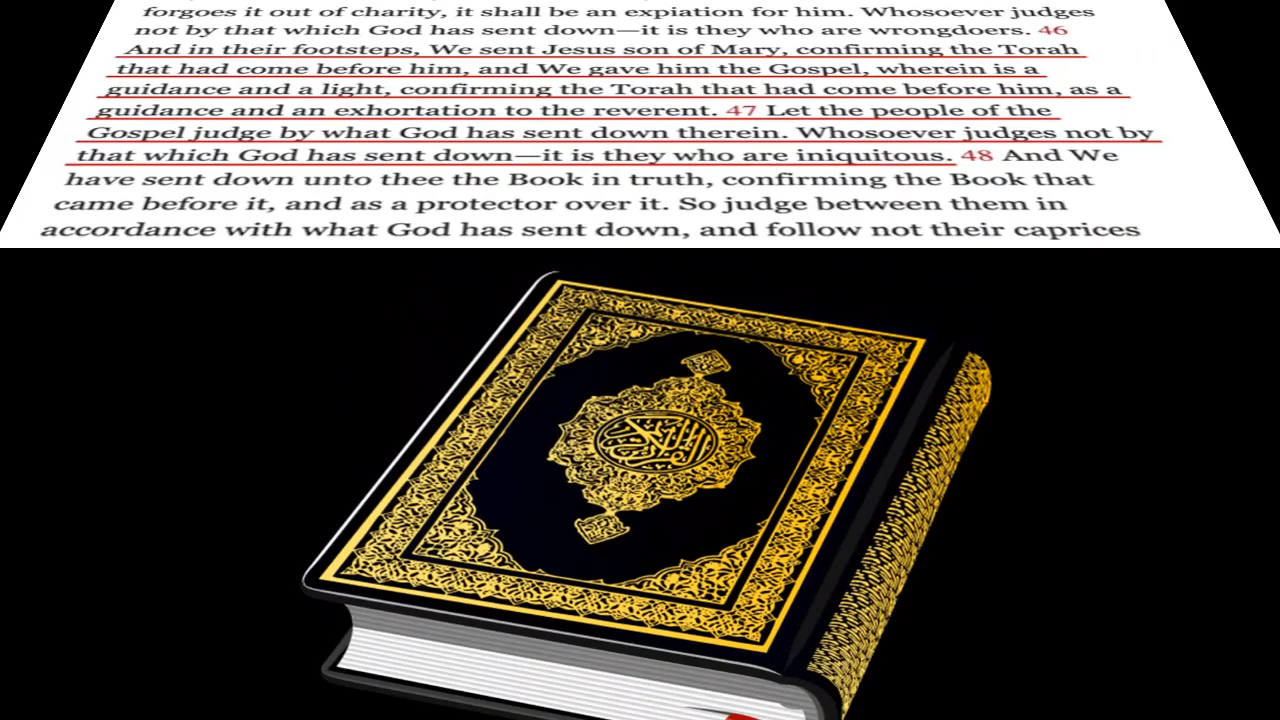 forgoes it out of charity, it shall be an expiation for him. Whosoever judges
not by that which God has sent down—it is they who are wrongdoers. 46
And in their footsteps, We sent Jesus son of Mary, confirming the Torah
that had come before him, and We gave him the Gospel, wherein is a
guidance and a light, confirming the Torah that had come before him, as a
guidance and an exhortation to the reverent. 47 Let the people of the
Gospel judge by what God has sent down therein. Whosoever judges not by
that which God has sent down—it is they who are iniquitous. 48 And We
have sent down unto thee the Book in truth, confirming the Book that
came before it, and as a protector over it. So judge between them in
accordance with what God has sent down, and follow not their caprices
القرآن الكريم